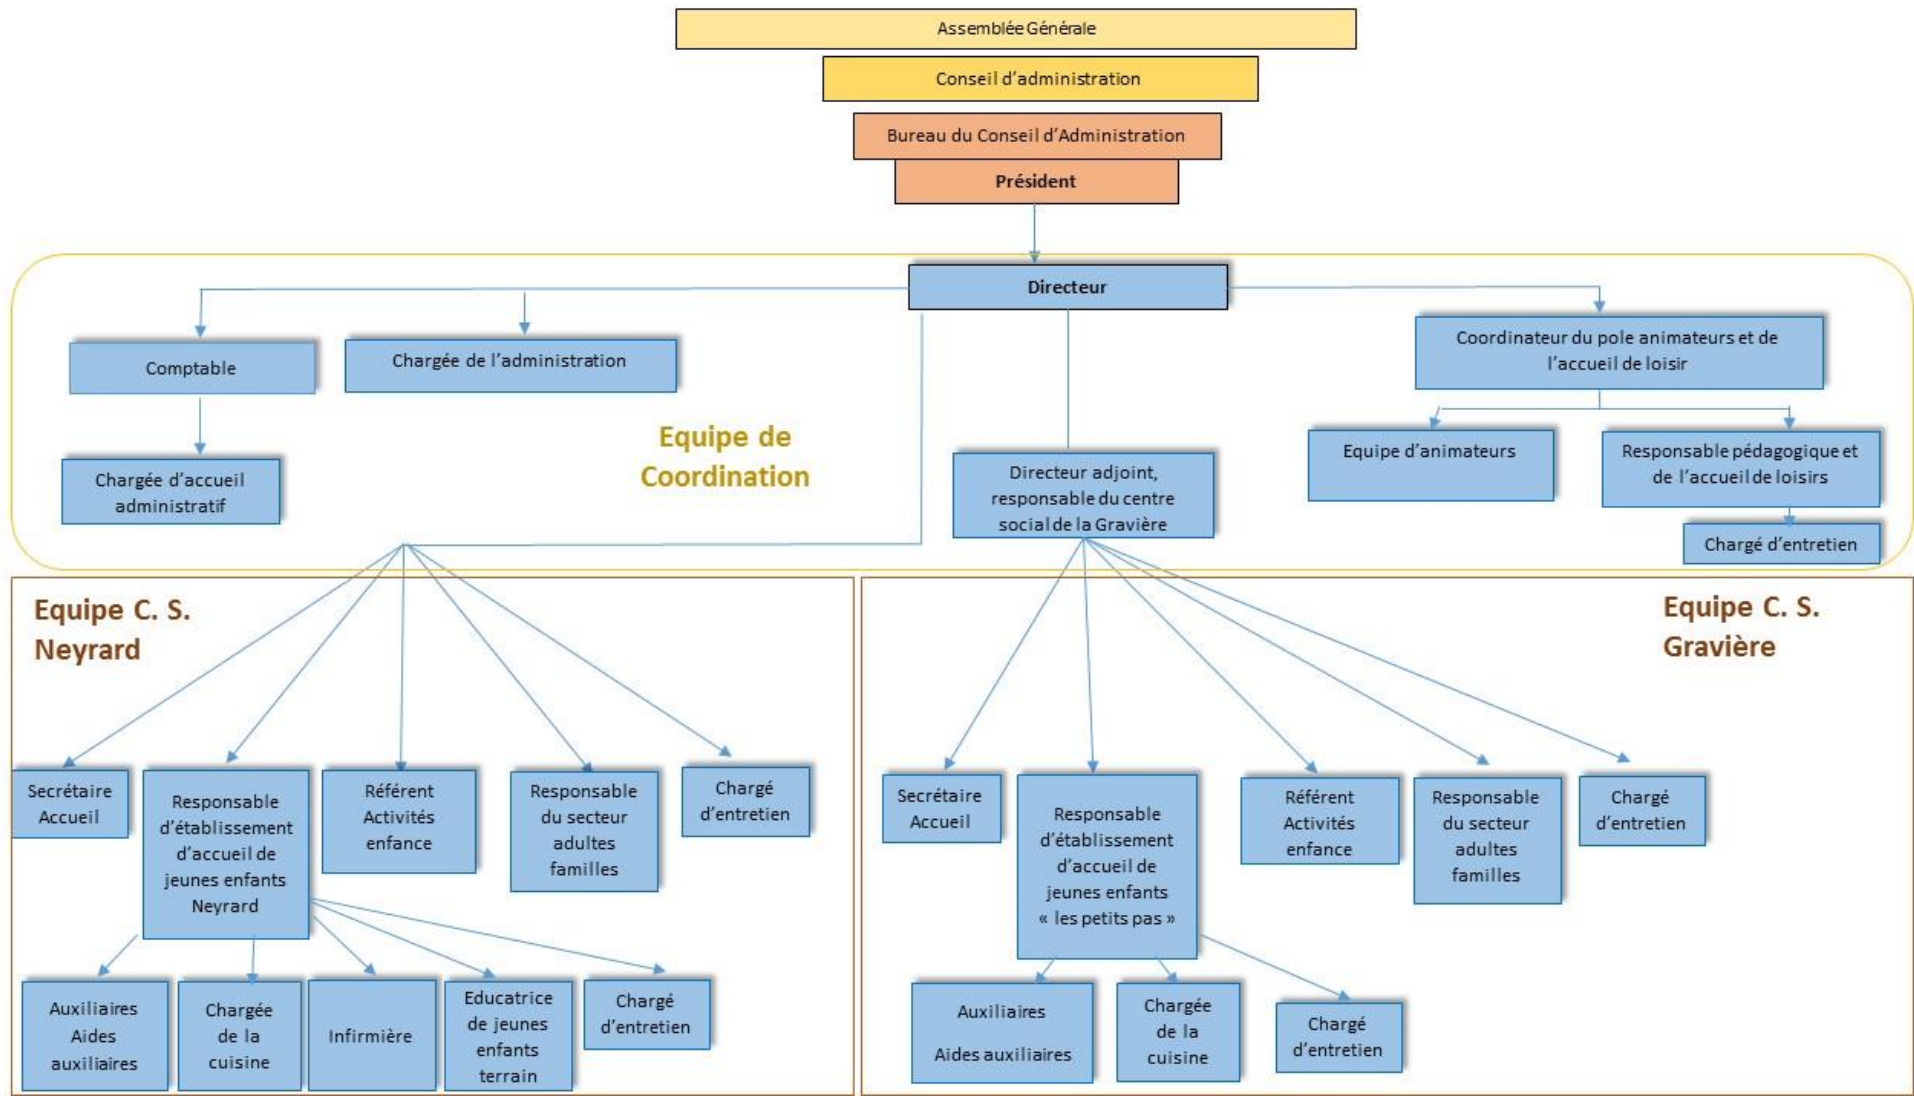 Assemblée Générale
Conseil d'administration
Bureau du Conseil d'Administration
Président
Directeur
Comptable
Chargée de l'administration
Coordinateur du pole animateurs et de
l'accueil de loisir
Equipe de
Coordination
Chargée d'accueil
administratif
Directeur adjoint,
responsable du centre
social de la Gravière
Equipe d'animateurs
Responsable pédagogique et
de l'accueil de loisirs
Chargé d'entretien
Equipe C. S.
Neyrard
Secrétaire
Accueil
Responsable
d'établissement
d'accueil de
jeunes enfants
Neyrard
Référent
Activités
enfance
Responsable
du secteur
adultes
familles
Chargé
d'entretien
Auxiliaires
Aides
auxiliaires
Chargée
de la
cuisine
Infirmière
Educatrice
de jeunes
enfants
terrain
Chargé
d'entretien
Equipe C. S.
Gravière
Secrétaire
Accueil
Responsable
d'établissement
d'accueil de
jeunes enfants
« les petits pas »
Référent
Activités
enfance
Responsable
du secteur
adultes
familles
Chargé
d'entretien
Auxiliaires
Aides auxiliaires
Chargée
de la
cuisine
Chargé
d'entretien